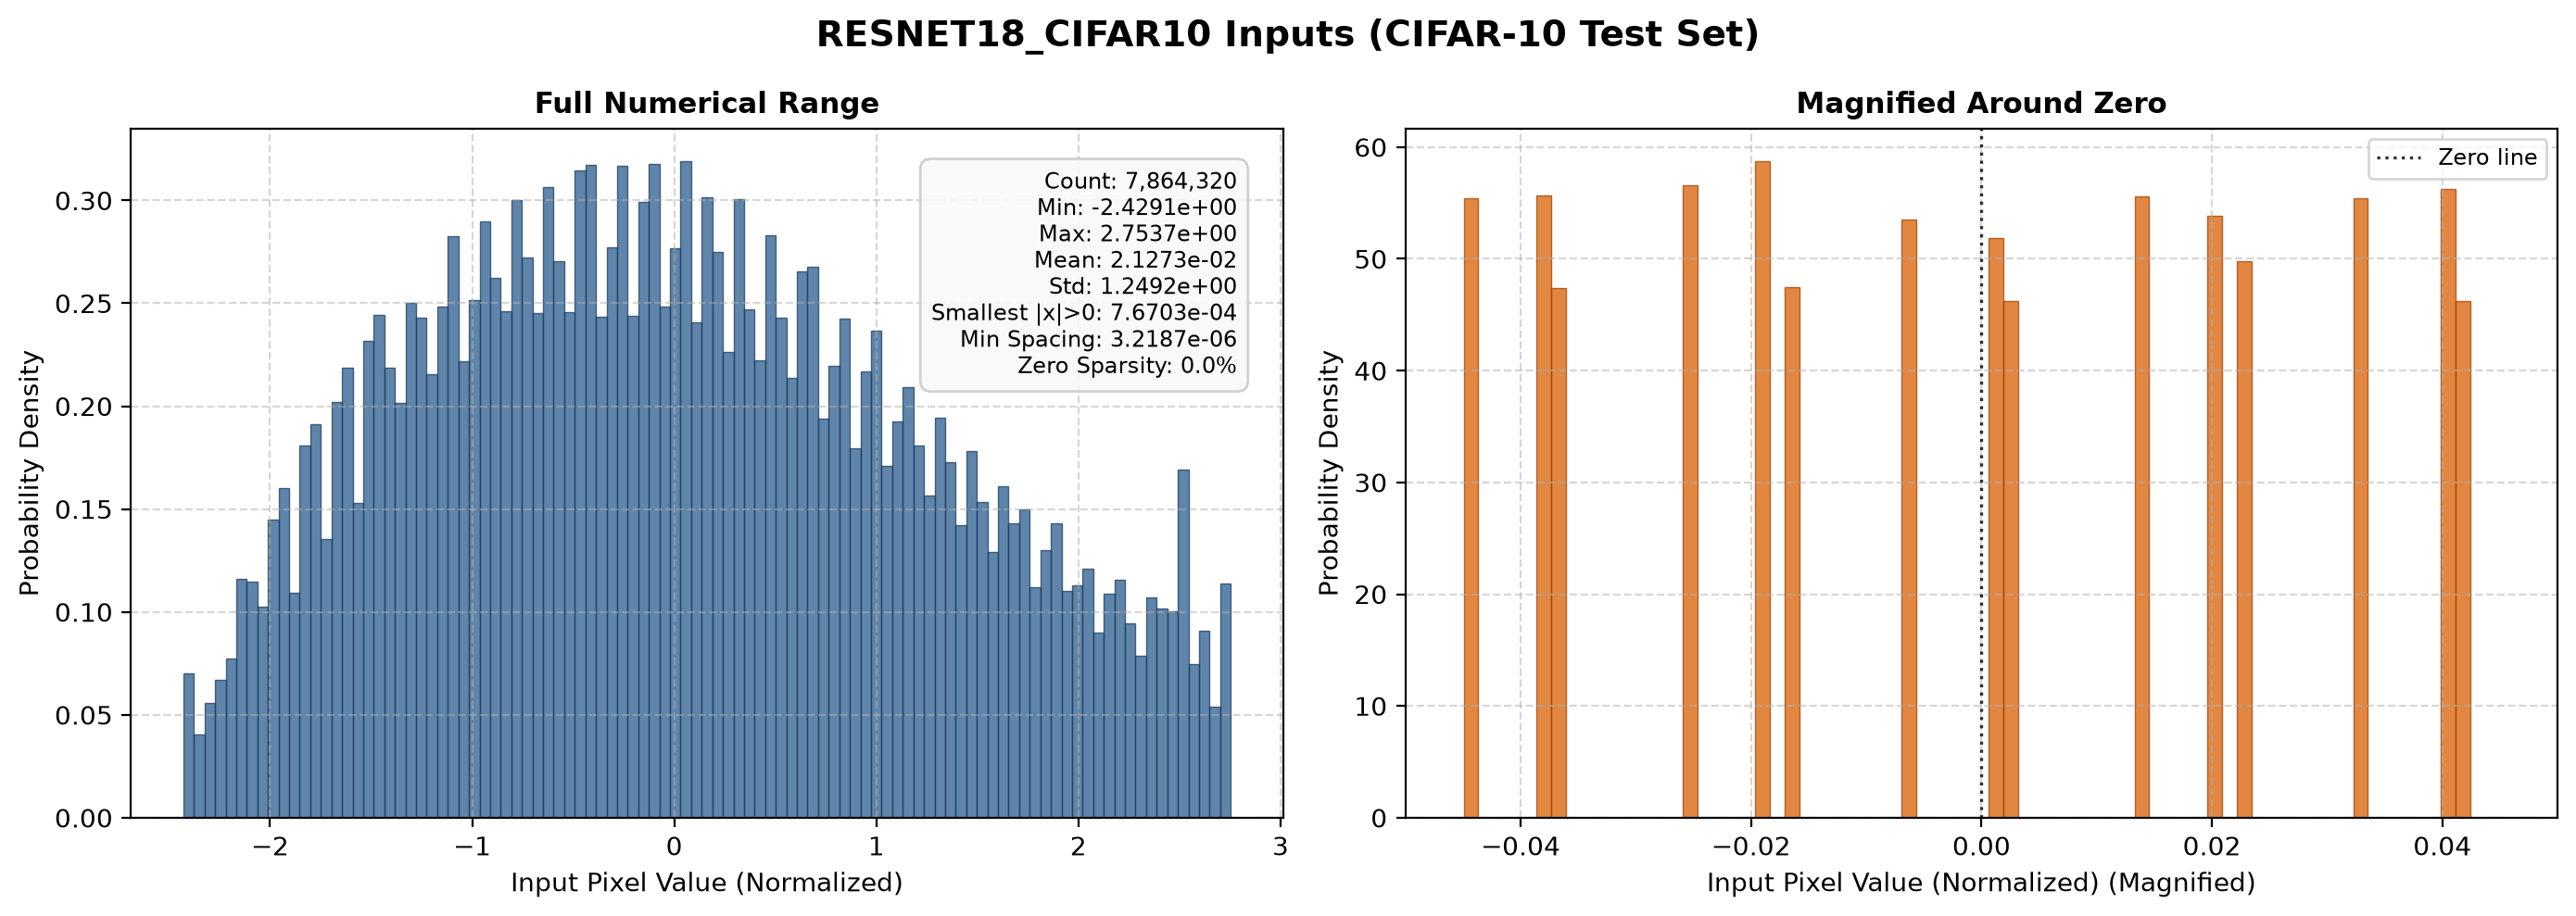 RESNET18_CIFAR10 Inputs (CIFAR-10 Test Set)
Full Numerical Range
Probability Density
0.30
0.25
0.20
0.15
0.10
0.05
0.00
Count: 7,864,320
Min: -2.4291e+00
Max: 2.7537e+00
Mean: 2.1273e-02
Std: 1.2492e+00
Smallest |x|>0: 7.6703e-04
Min Spacing: 3.2187e-06
Zero Sparsity: 0.0%
−2 −1 0 1 2 3
Input Pixel Value (Normalized)
Magnified Around Zero
Probability Density
60
50
40
30
20
10
0
Zero line
−0.04 −0.02 0.00 0.02 0.04
Input Pixel Value (Normalized) (Magnified)